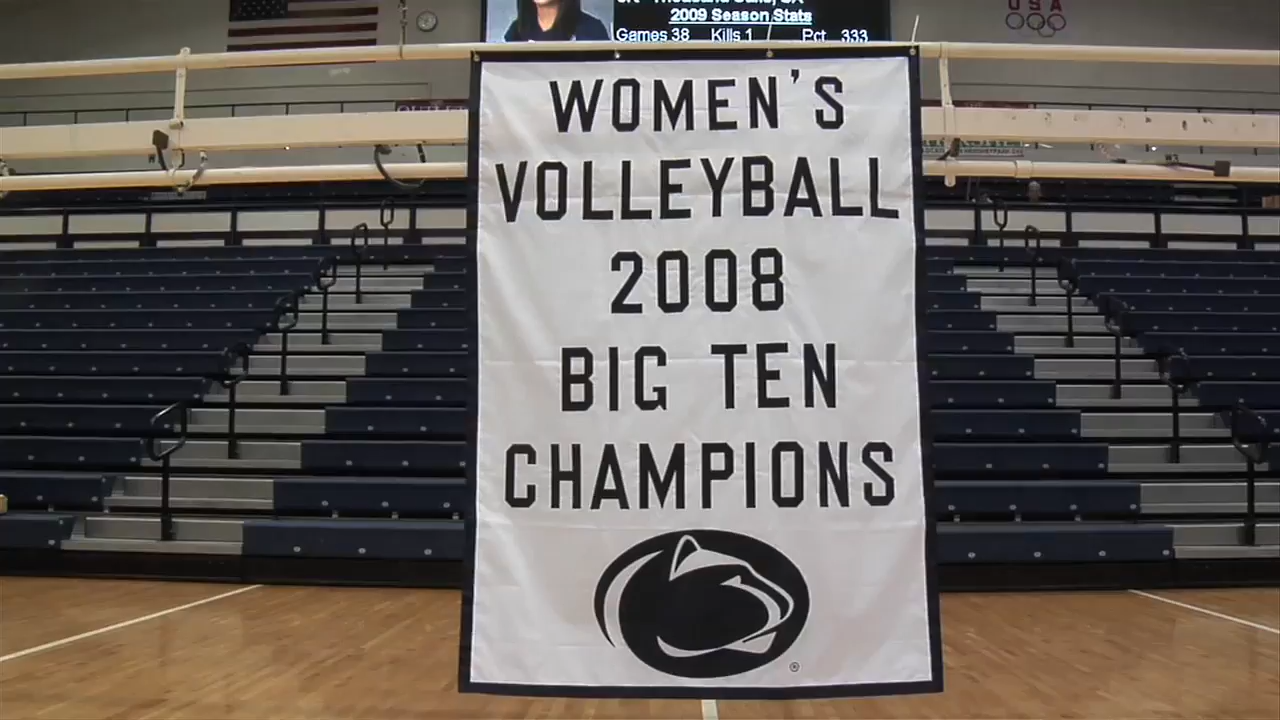 USA
2009 Season Stats
Games 38 Kills 1 Pct .333
WOMEN'S
VOLLEYBALL
2008
BIG TEN
CHAMPIONS
®